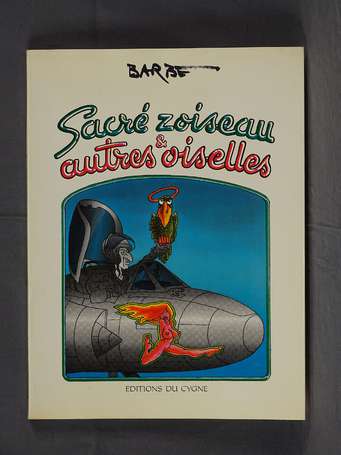 BARBE
Sacré zoiseau
&
autres oiselles
EDITIONS DU CYGNE